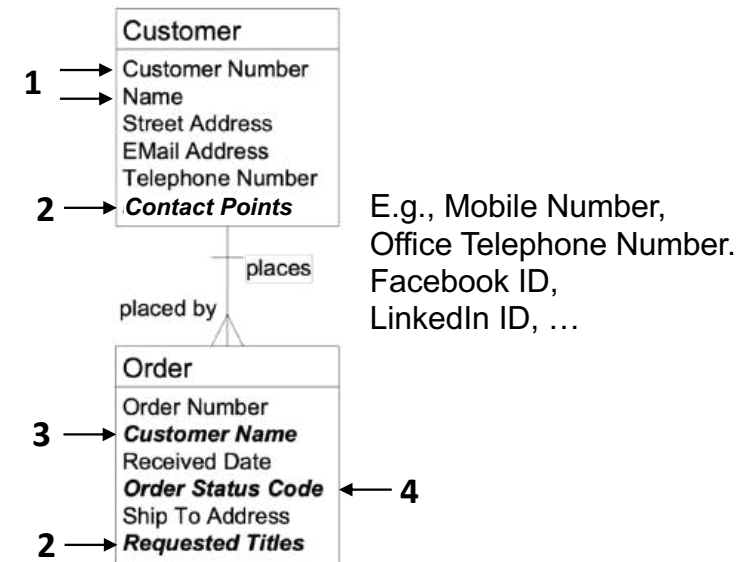 Customer
1
Customer Number
Name
Street Address
EMail Address
Telephone Number
2
Contact Points
E.g., Mobile Number,
Office Telephone Number.
Facebook ID,
LinkedIn ID, …
places
placed by
Order
Order Number
3
Customer Name
Received Date
Order Status Code
4
Ship To Address
2
Requested Titles